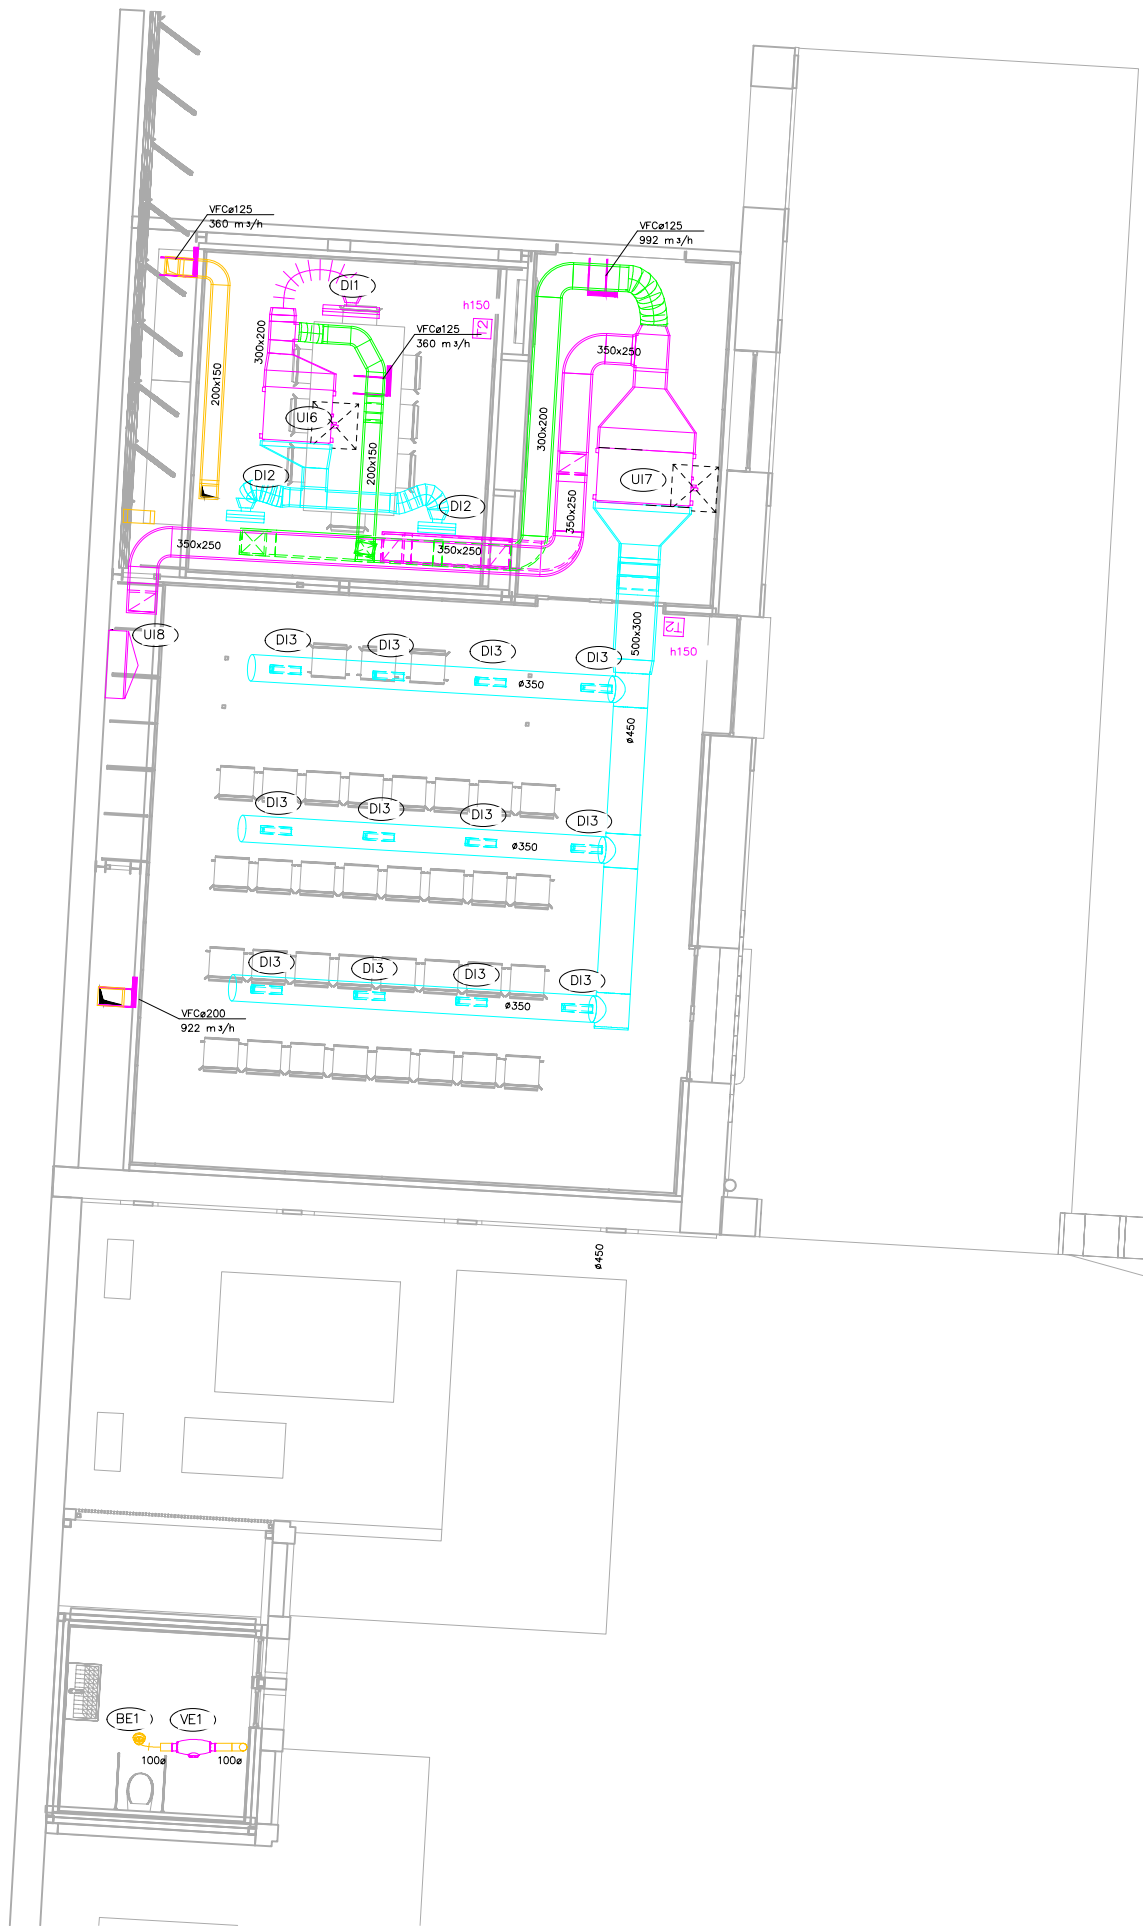 VFCø125
360 m³/h
VFCø125
992 m³/h
DI1
h150
T2
VFCø125
360 m³/h
300x200
350x250
200x150
UI6
300x200
200x150
DI2
UI7
DI2
350x250
350x250
350x250
UI8
T2
h150
500x300
DI3
DI3
DI3
DI3
ø350
ø450
DI3
DI3
DI3
DI3
ø350
DI3
DI3
DI3
DI3
ø350
VFCø200
922 m³/h
ø450
BE1
VE1
100ø
100ø